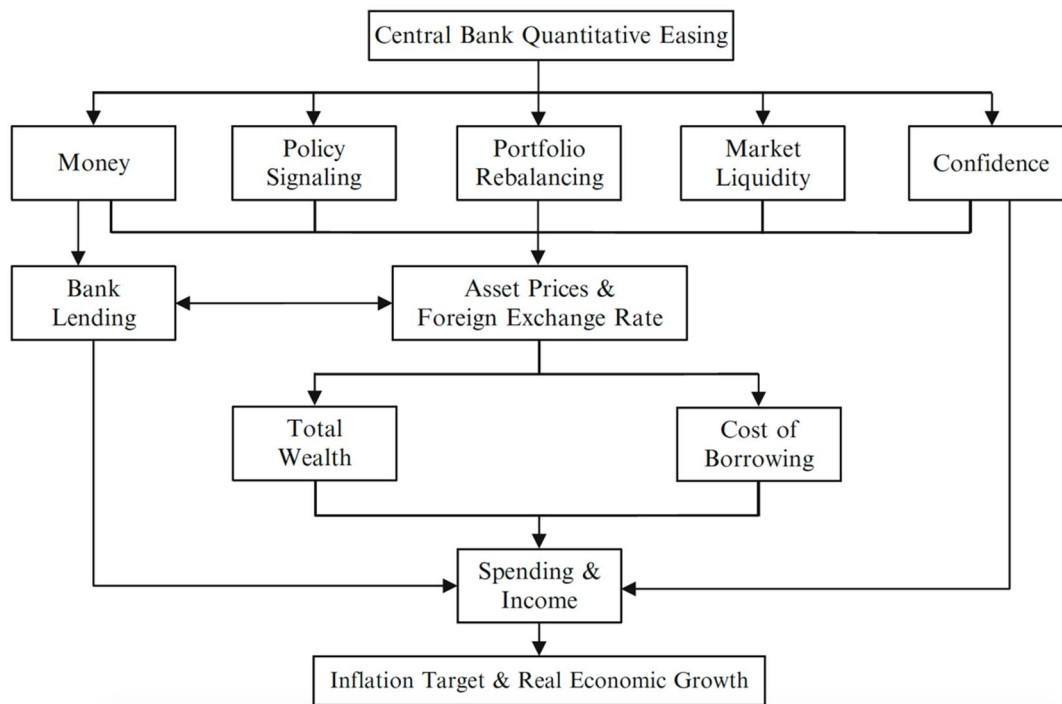 Central Bank Quantitative Easing
Money
Policy
Signaling
Portfolio
Rebalancing
Market
Liquidity
Confidence
Bank
Lending
Asset Prices &
Foreign Exchange Rate
Total
Wealth
Cost of
Borrowing
Spending &
Income
Inflation Target & Real Economic Growth